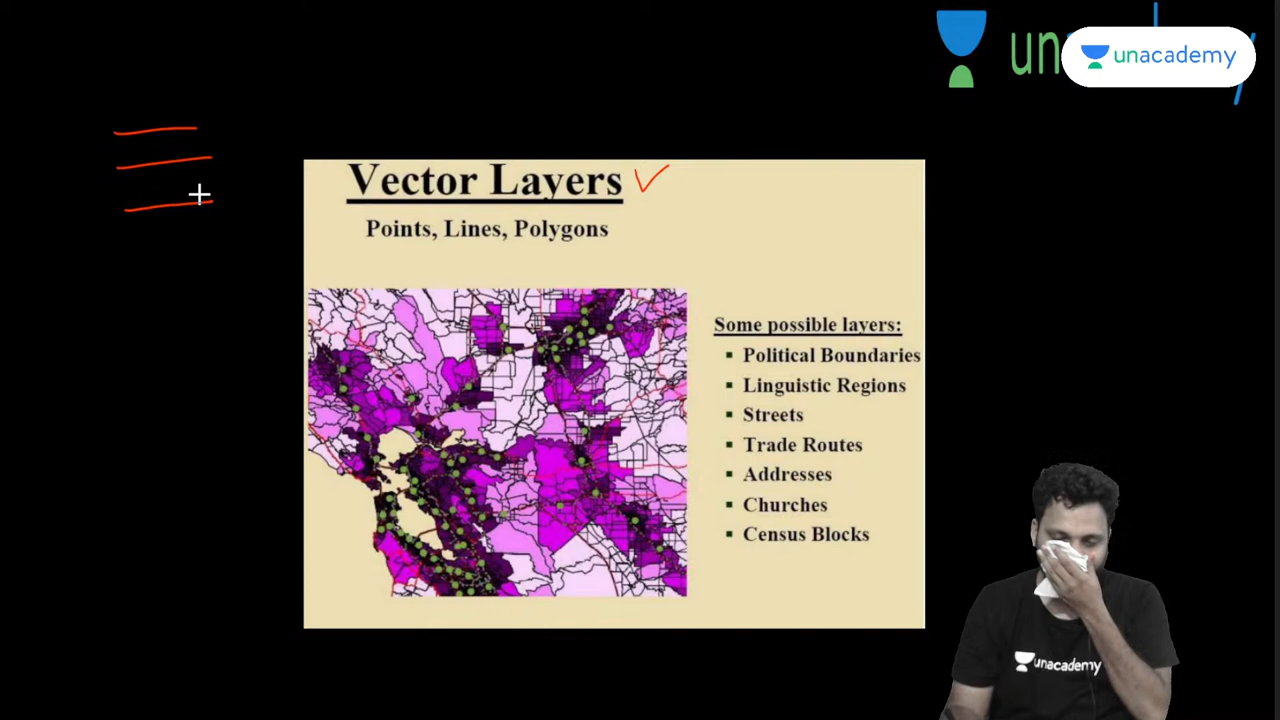 unacademy
un
Vector Layers
Points, Lines, Polygons
Some possible layers:
Political Boundaries
Linguistic Regions
Streets
Trade Routes
Addresses
Churches
Census Blocks
unacademy